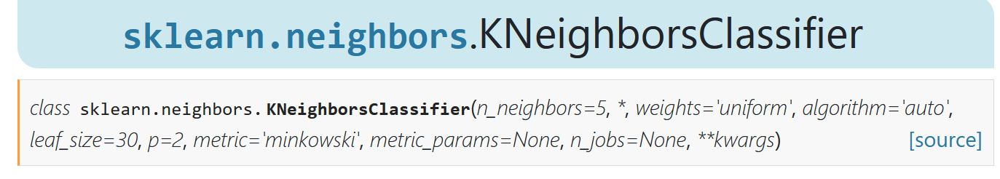 sklearn.neighbors.KNeighborsClassifier
class sklearn.neighbors.KNeighborsClassifier(n_neighbors=5, *, weights='uniform', algorithm='auto',
leaf_size=30, p=2, metric='minkowski', metric_params=None, n_jobs=None, **kwargs) [source]